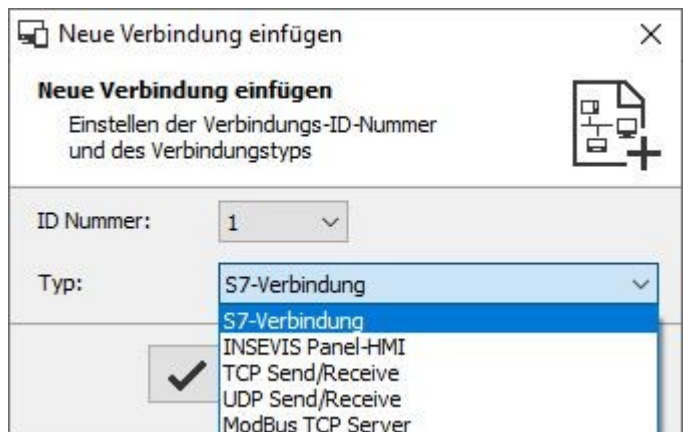 Neue Verbindung einfügen
Neue Verbindung einfügen
Einstellen der Verbindungs-ID-Nummer
und des Verbindungstyps
ID Nummer: 1
Typ: S7-Verbindung
S7-Verbindung
INSEVIS Panel-HMI
TCP Send/Receive
UDP Send/Receive
ModBus TCP Server